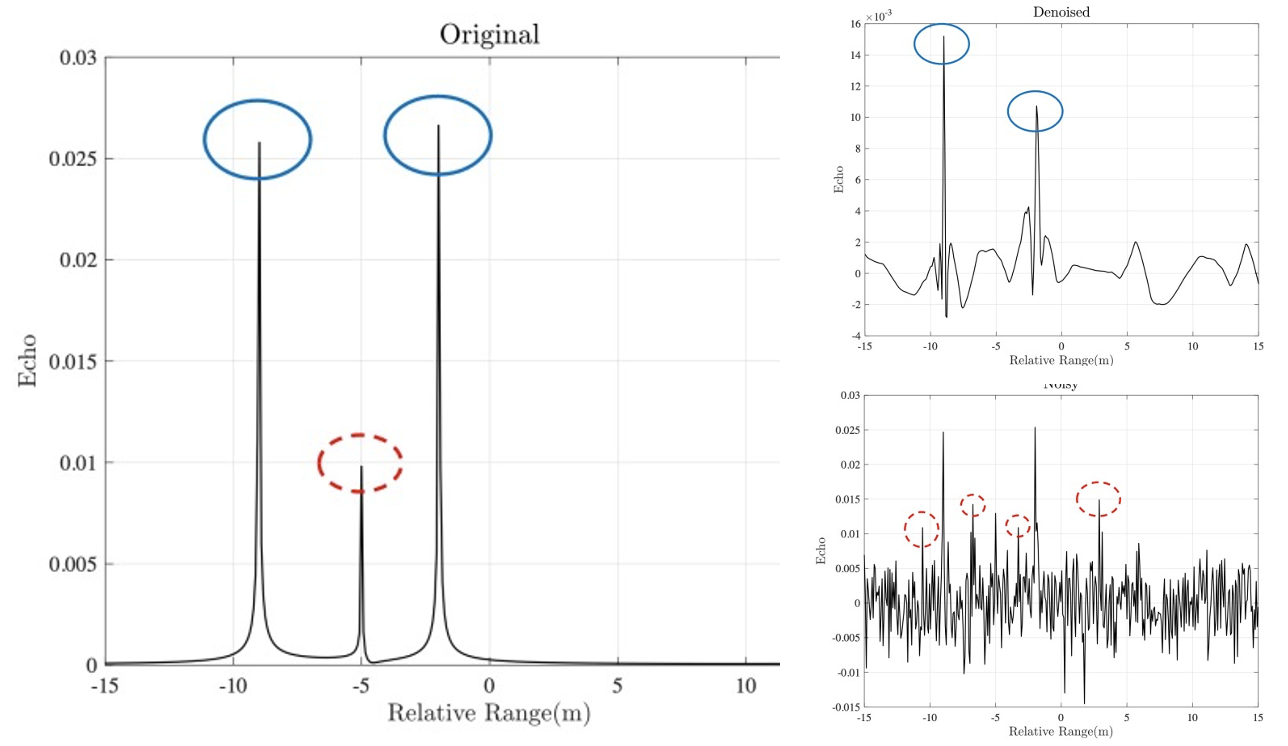 Original
0.03
0.025
0.02
0.015
0.01
0.005
0
Echo
-15 -10 -5 0 5 10
Relative Range(m)
Denoised
16 ×10-3
14
12
10
8
6
4
2
0
-2
-4
Echo
-15 -10 -5 0 5 10 15
Relative Range(m)
Noisy
0.03
0.025
0.02
0.015
0.01
0.005
0
-0.005
-0.01
-0.015
Echo
-15 -10 -5 0 5 10 15
Relative Range(m)